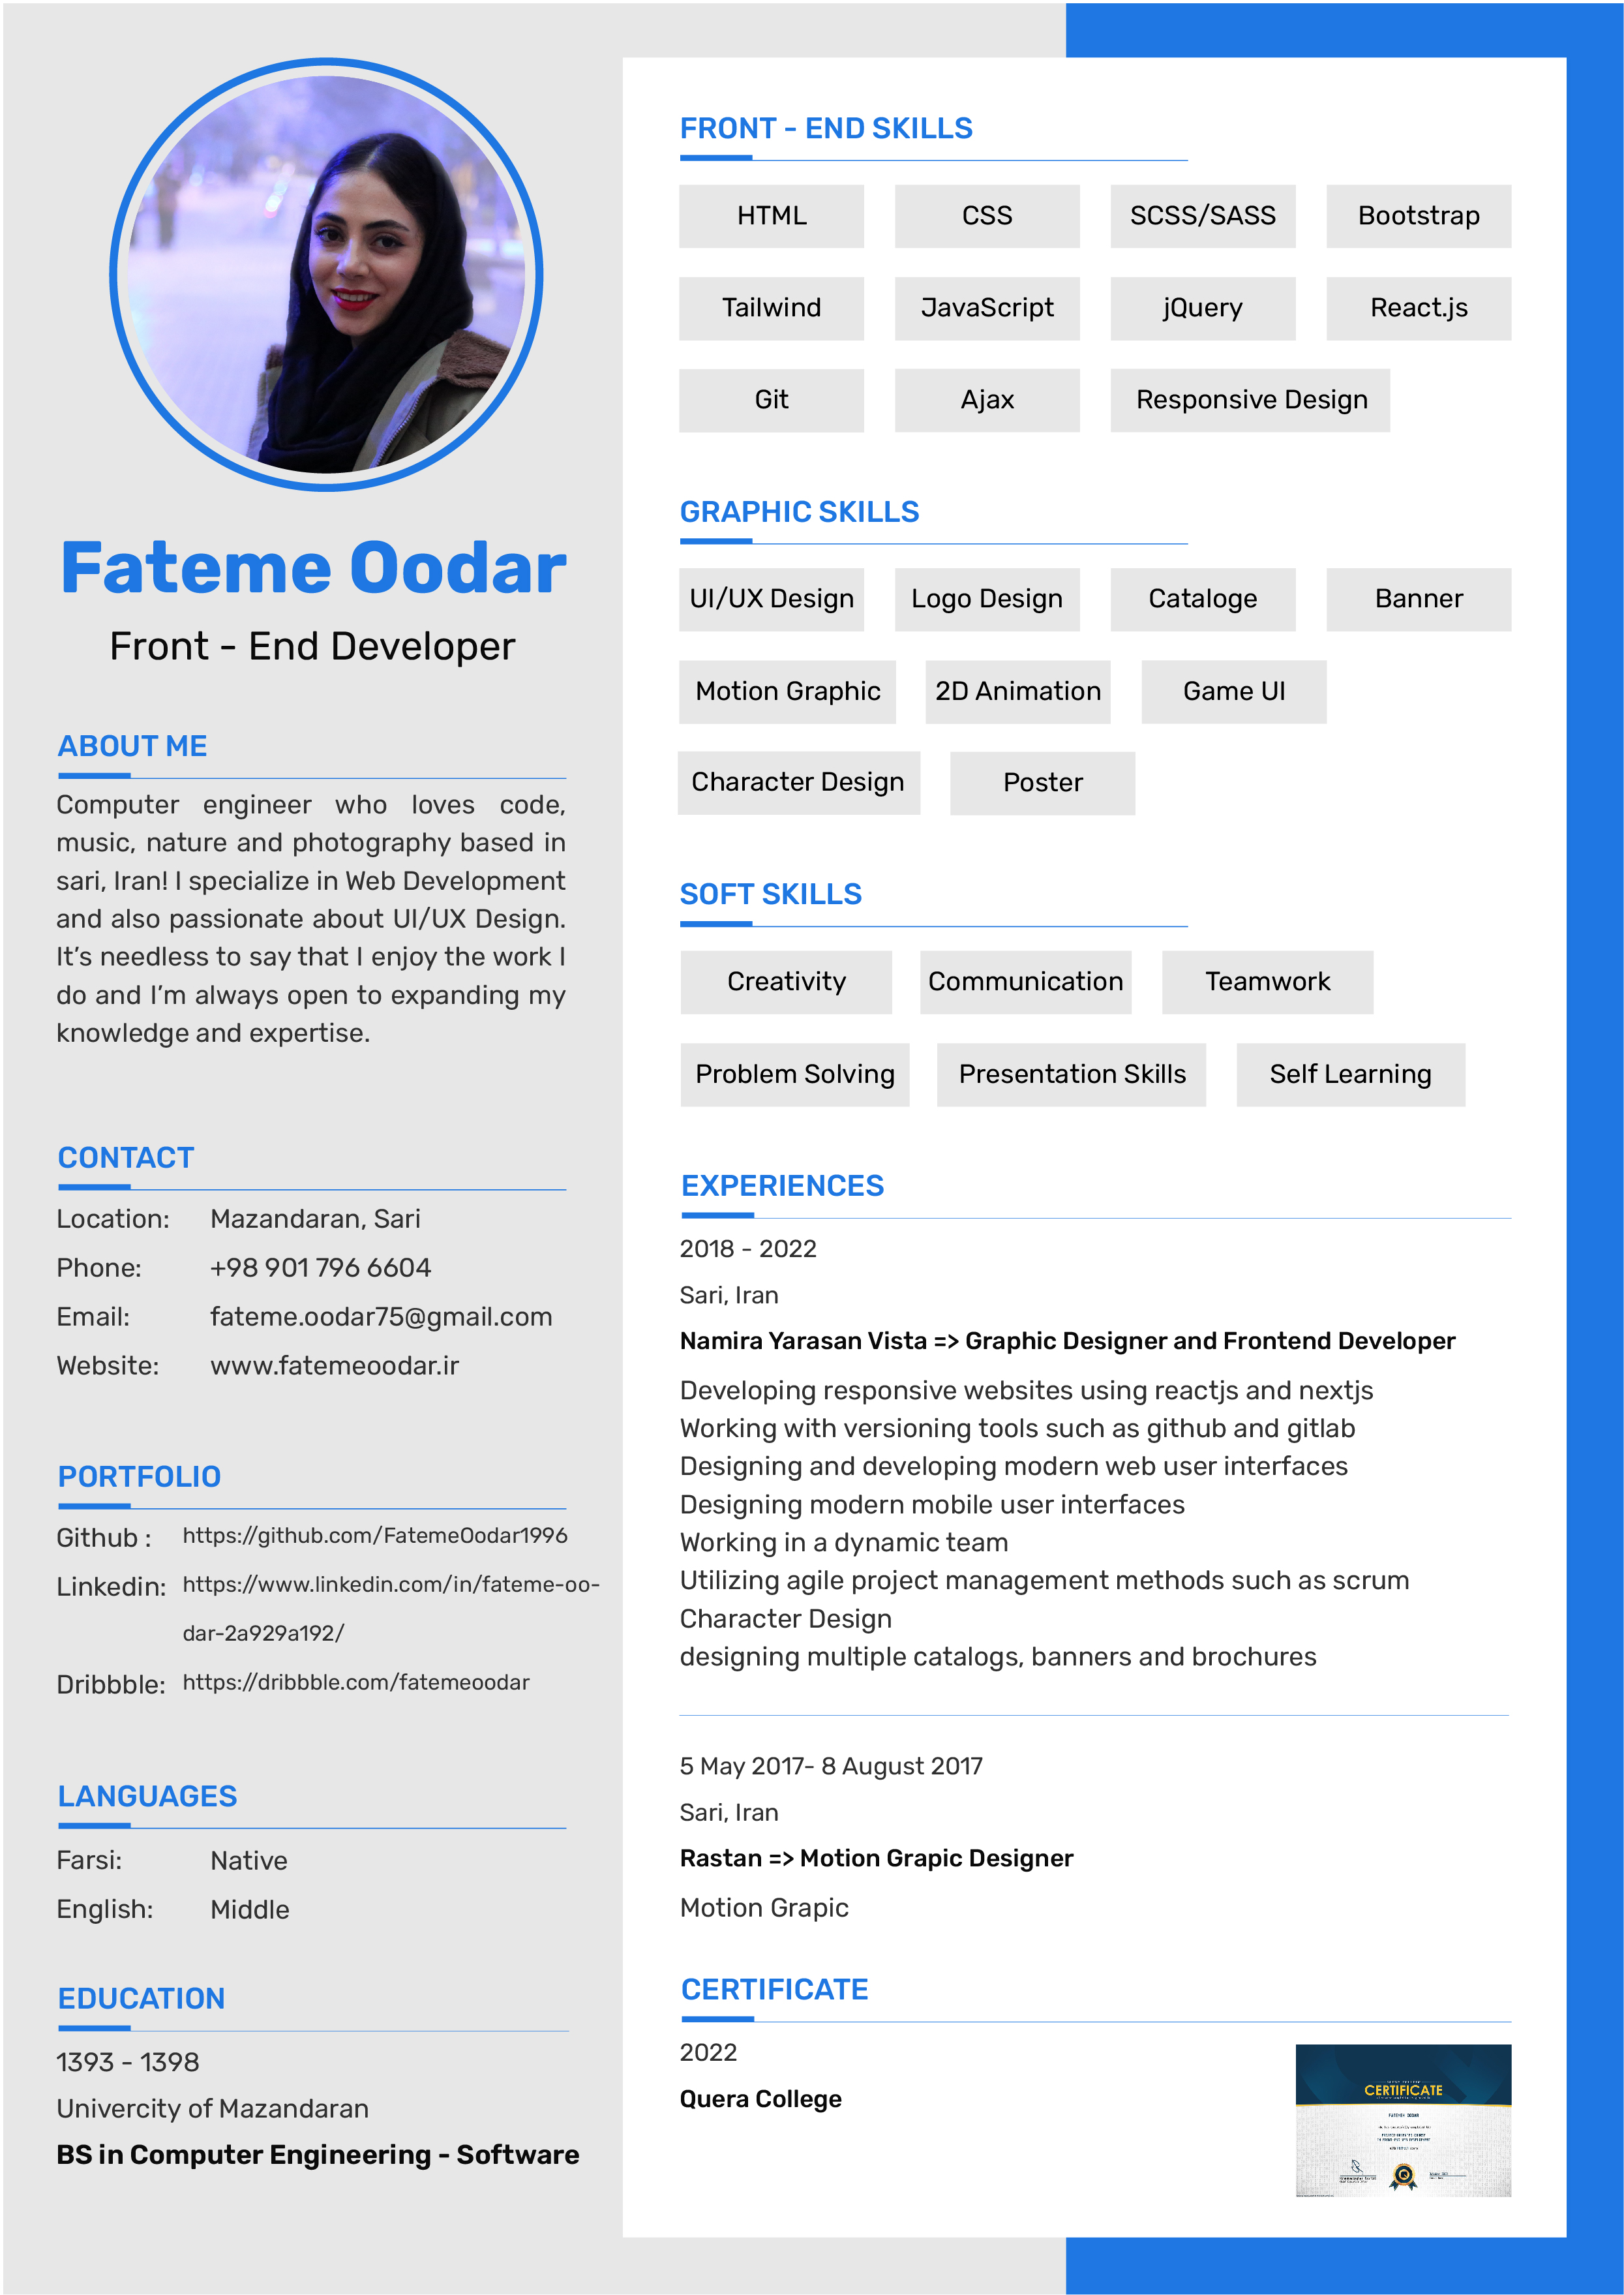 Fateme Oodar
Front - End Developer
ABOUT ME
Computer engineer who loves code,
music, nature and photography based in
sari, Iran! I specialize in Web Development
and also passionate about UI/UX Design.
It’s needless to say that I enjoy the work I
do and I’m always open to expanding my
knowledge and expertise.
CONTACT
Location: Mazandaran, Sari
Phone: +98 901 796 6604
Email: fateme.oodar75@gmail.com
Website: www.fatemeoodar.ir
PORTFOLIO
Github : https://github.com/FatemeOodar1996
Linkedin: https://www.linkedin.com/in/fateme-oo-
dar-2a929a192/
Dribbble: https://dribbble.com/fatemeoodar
LANGUAGES
Farsi: Native
English: Middle
EDUCATION
1393 - 1398
Univercity of Mazandaran
BS in Computer Engineering - Software
FRONT - END SKILLS
HTML CSS SCSS/SASS Bootstrap
Tailwind JavaScript jQuery React.js
Git Ajax Responsive Design
GRAPHIC SKILLS
UI/UX Design Logo Design Cataloge Banner
Motion Graphic 2D Animation Game UI
Character Design Poster
SOFT SKILLS
Creativity Communication Teamwork
Problem Solving Presentation Skills Self Learning
EXPERIENCES
2018 - 2022
Sari, Iran
Namira Yarasan Vista => Graphic Designer and Frontend Developer
Developing responsive websites using reactjs and nextjs
Working with versioning tools such as github and gitlab
Designing and developing modern web user interfaces
Designing modern mobile user interfaces
Working in a dynamic team
Utilizing agile project management methods such as scrum
Character Design
designing multiple catalogs, banners and brochures
5 May 2017- 8 August 2017
Sari, Iran
Rastan => Motion Grapic Designer
Motion Grapic
CERTIFICATE
2022
Quera College
CERTIFICATE